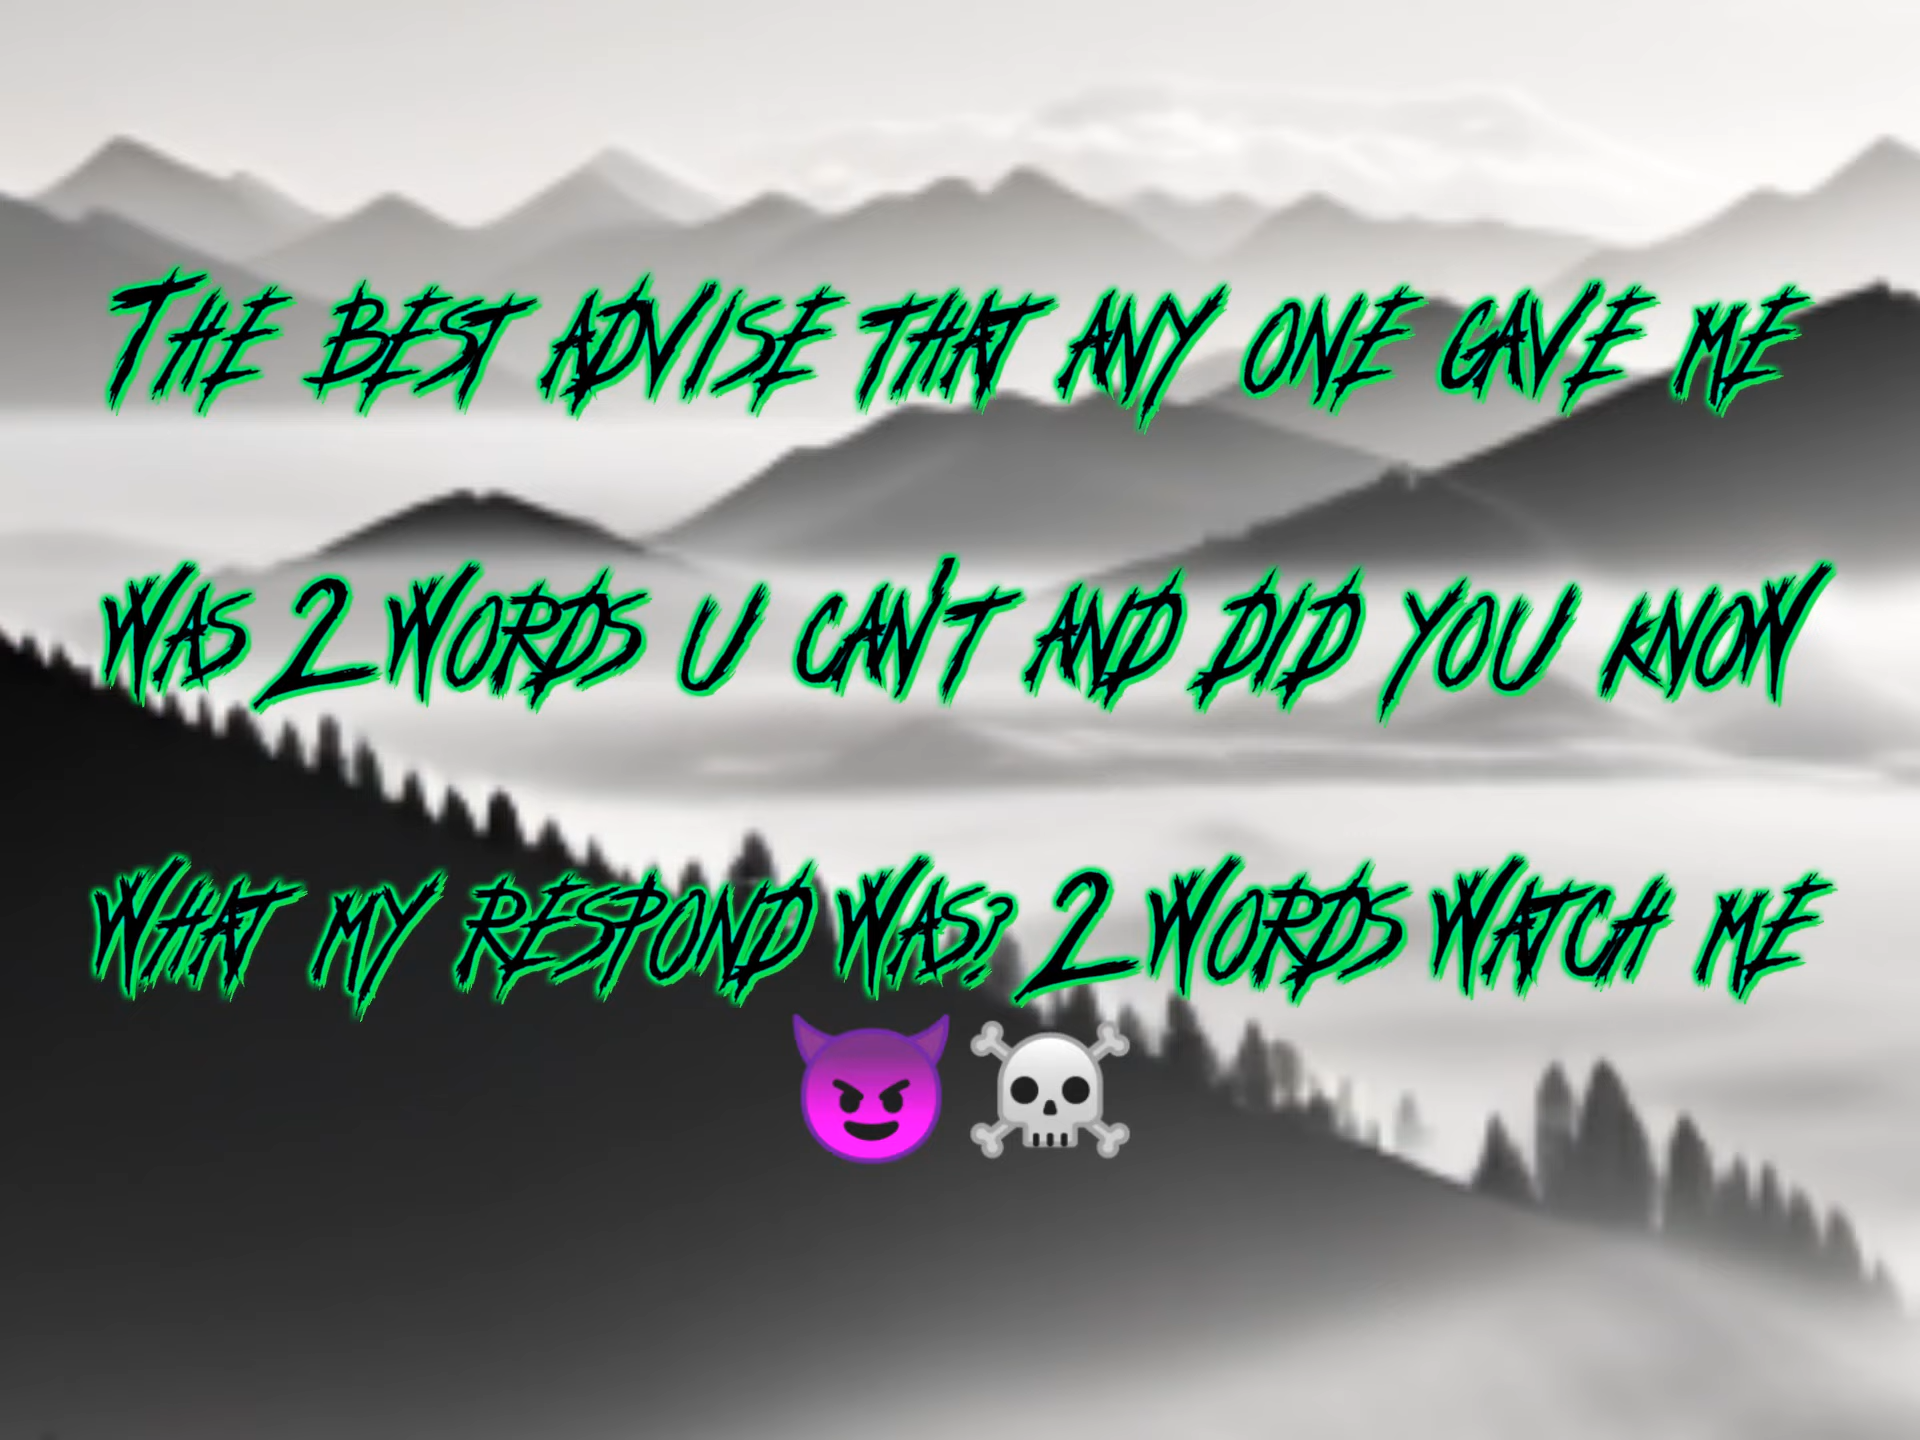 The best advise that any one gave me
Was 2 Words u can't and did you know
What my respond Was? 2 Words Watch me
😈☠️